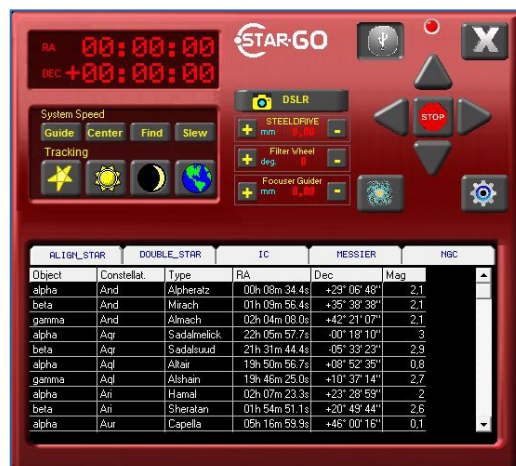 RA 00:00:00
DEC +00:00:00
STAR·GO
DSLR
System Speed
Guide Center Find Slew
Tracking
STEELDRIVE
+ mm 0,00 -
Filter Wheel
+ deg. 0 -
Focuser Guider
+ mm 0,00 -
STOP
X
ALIGN_STAR DOUBLE_STAR IC MESSIER NGC
Object Constellat. Type RA Dec Mag
alpha And Alpheratz 00h 08m 34.4s +29° 06' 48'' 2,1
beta And Mirach 01h 09m 56.4s +35° 38' 38'' 2,1
gamma And Almach 02h 04m 08.0s +42° 21' 07'' 2,1
alpha Aqr Sadalmelick 22h 05m 57.7s -00° 18' 10'' 3
beta Aqr Sadalsuud 21h 31m 44.4s -05° 33' 23'' 2,9
alpha Aql Altair 19h 50m 56.7s +08° 52' 35'' 0,8
gamma Aql Alshain 19h 46m 25.0s +10° 37' 14'' 2,7
alpha Ari Hamal 02h 07m 23.3s +23° 28' 59'' 2
beta Ari Sheratan 01h 54m 51.1s +20° 49' 44'' 2,6
alpha Aur Capella 05h 16m 59.9s +46° 00' 16'' 0,1